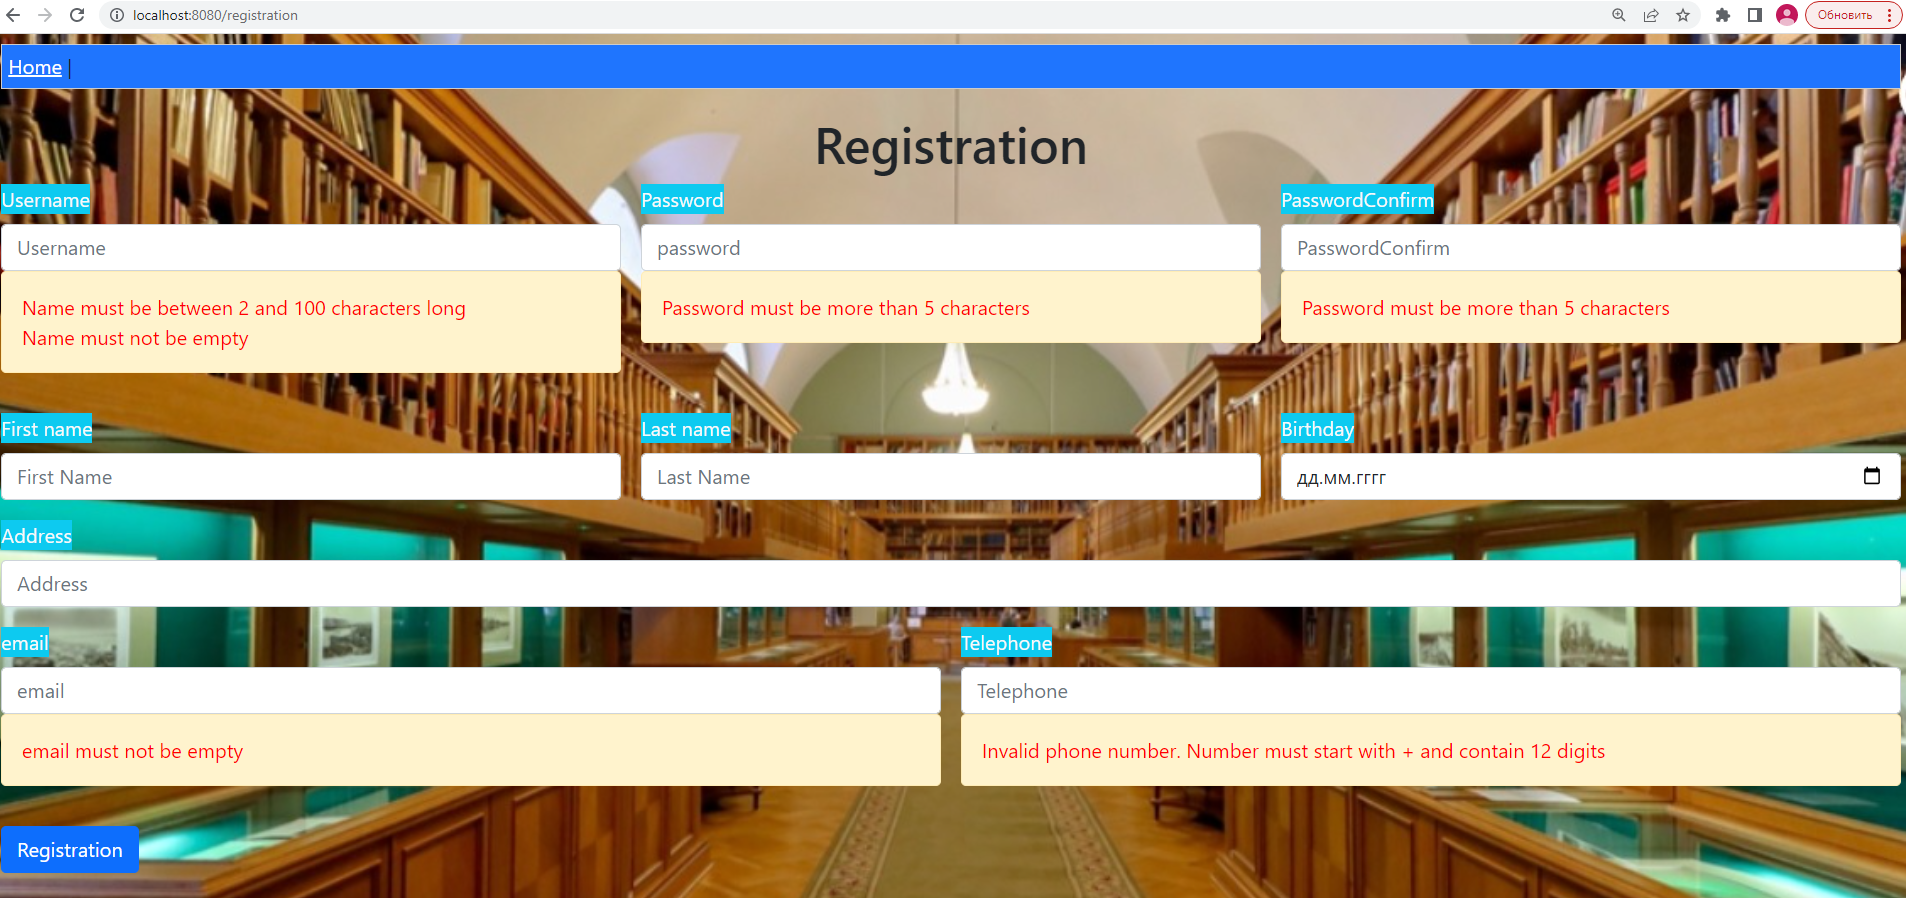 localhost:8080/registration
Обновить
Home |
Registration
Username
Password
PasswordConfirm
Username
password
PasswordConfirm
Name must be between 2 and 100 characters long
Name must not be empty
Password must be more than 5 characters
Password must be more than 5 characters
First name
Last name
Birthday
First Name
Last Name
дд.мм.гггг
Address
Address
email
Telephone
email
Telephone
email must not be empty
Invalid phone number. Number must start with + and contain 12 digits
Registration